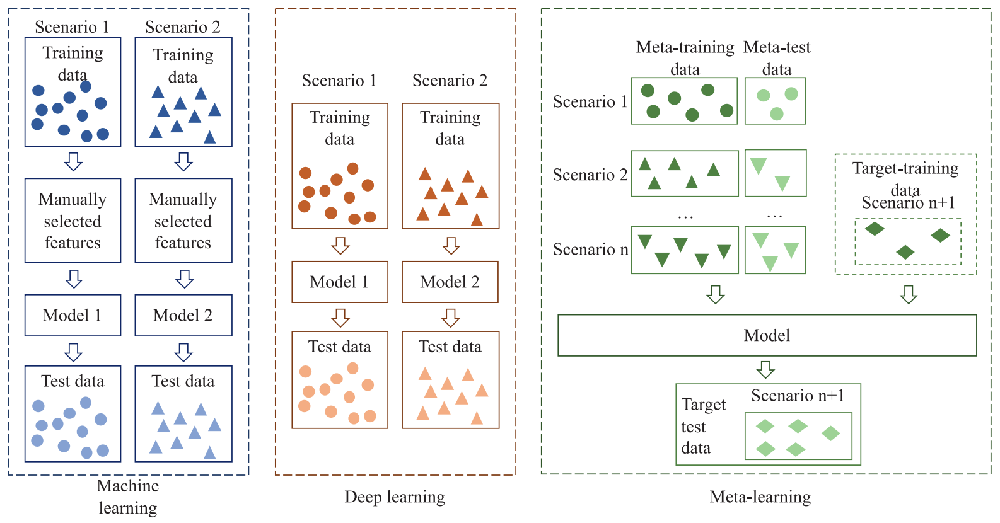 Scenario 1
Training
data
Manually
selected
features
Model 1
Test data
Scenario 2
Training
data
Manually
selected
features
Model 2
Test data
Machine
learning
Scenario 1
Training
data
Model 1
Test data
Scenario 2
Training
data
Model 2
Test data
Deep learning
Meta-training
data
Meta-test
data
Scenario 1
Scenario 2
... ...
Scenario n
Target-training
data
Scenario n+1
Model
Target
test
data
Scenario n+1
Meta-learning